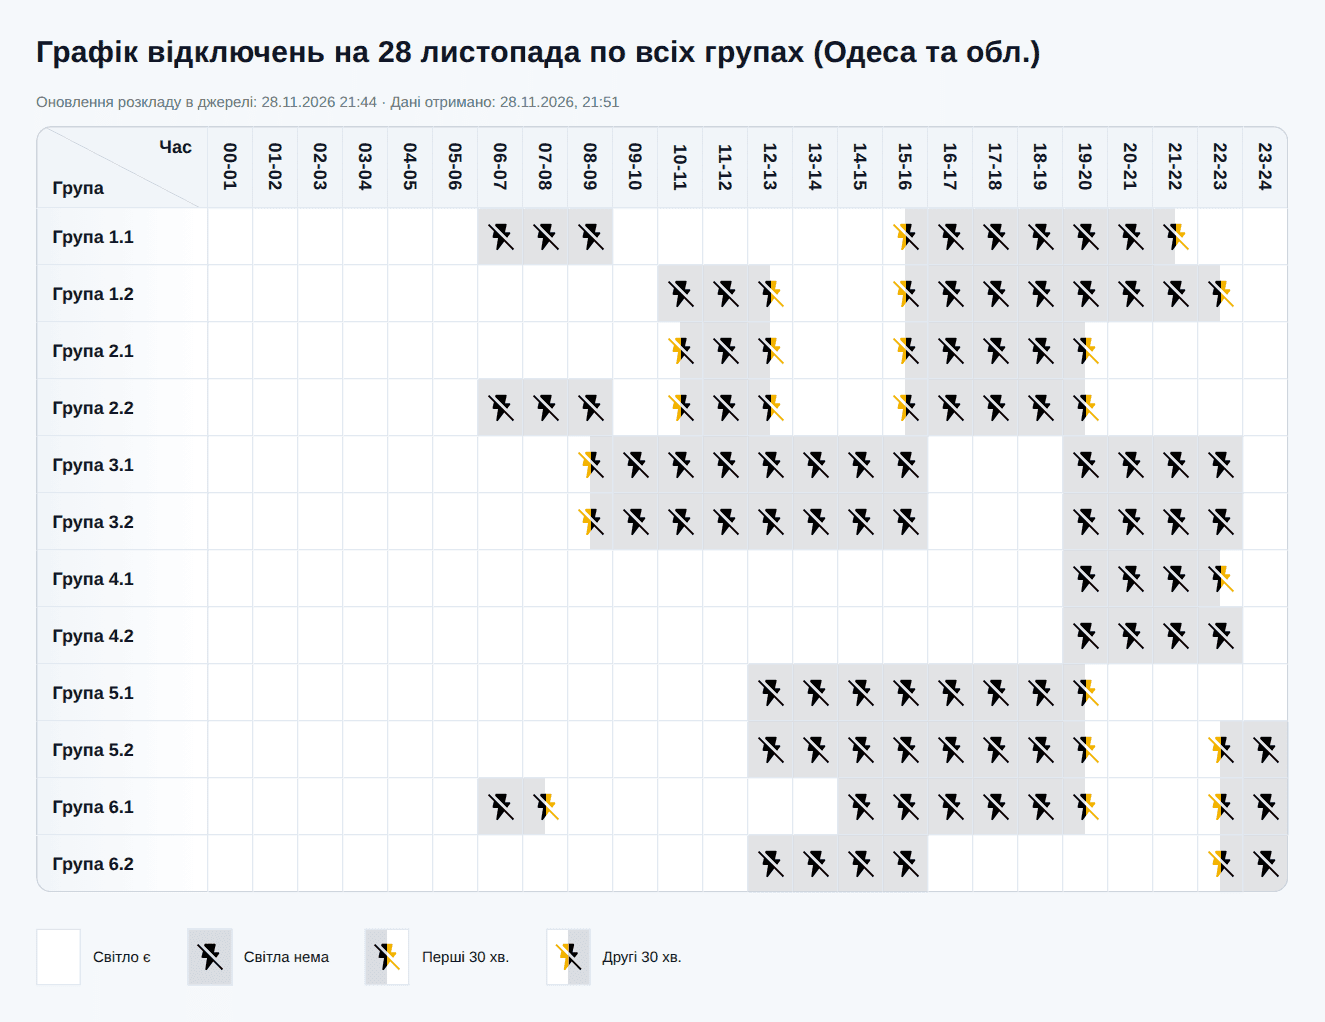 Графік відключень на 28 листопада по всіх групах (Одеса та обл.)
Оновлення розкладу в джерелі: 28.11.2026 21:44 · Дані отримано: 28.11.2026, 21:51
Час
Група
00-01 01-02 02-03 03-04 04-05 05-06 06-07 07-08 08-09 09-10 10-11 11-12 12-13 13-14 14-15 15-16 16-17 17-18 18-19 19-20 20-21 21-22 22-23 23-24
Група 1.1
Група 1.2
Група 2.1
Група 2.2
Група 3.1
Група 3.2
Група 4.1
Група 4.2
Група 5.1
Група 5.2
Група 6.1
Група 6.2
Світло є Світла нема Перші 30 хв. Другі 30 хв.